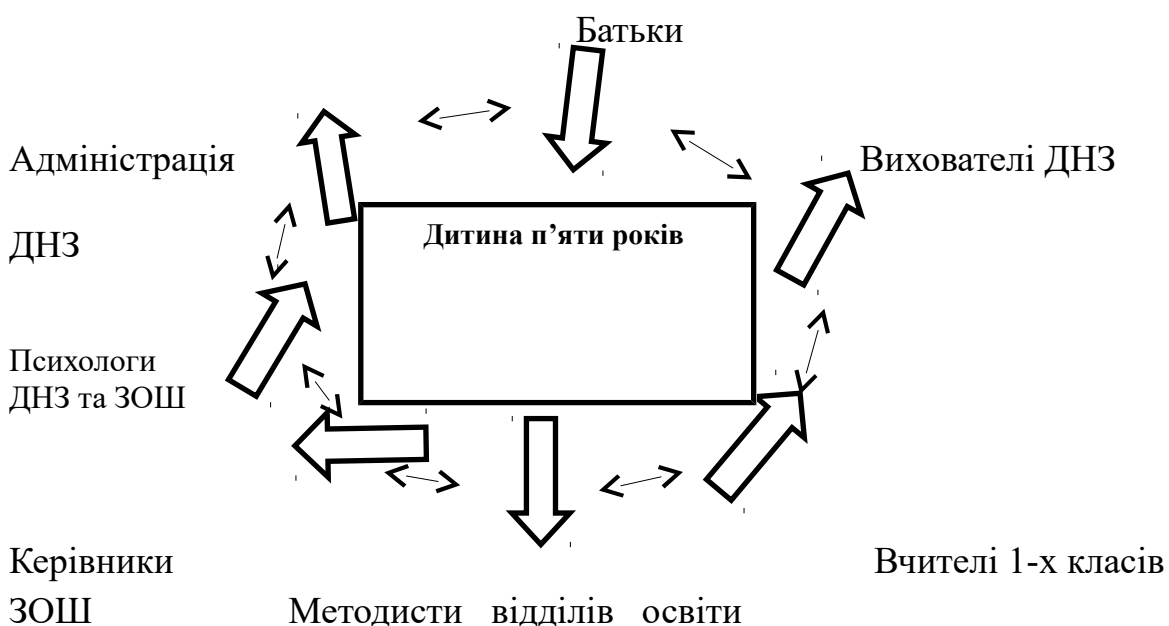 Батьки
Адміністрація
Вихователі ДНЗ
ДНЗ
Дитина п’яти років
Психологи
ДНЗ та ЗОШ
Керівники
Вчителі 1-х класів
ЗОШ
Методисти відділів освіти